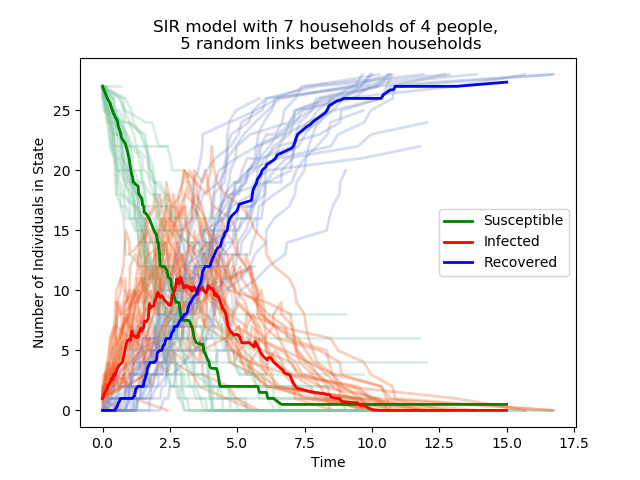 SIR model with 7 households of 4 people,
5 random links between households
Number of Individuals in State
25
20
15
10
5
0
Susceptible
Infected
Recovered
0.0 2.5 5.0 7.5 10.0 12.5 15.0 17.5
Time